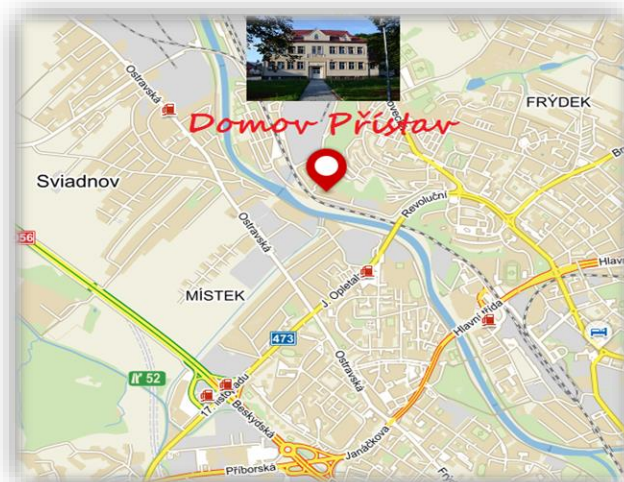 Domov Přístav
FRÝDEK
Ostravská
Sviadnov
Revoluční
Ostravská
MÍSTEK
J. Opletal
Hlavní
Hlavní třída
473
52
17. listopadu
Beskydská
Ostravská
Janáčkova
Příborská